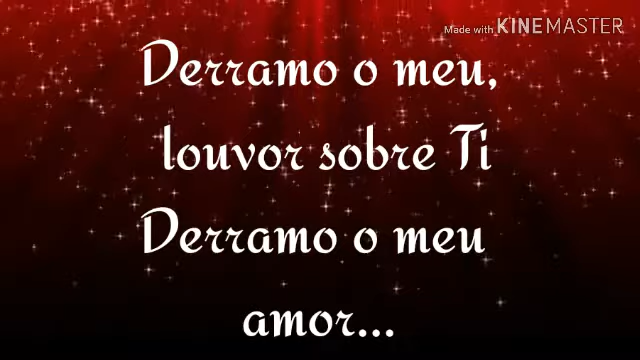 Made with KINEMASTER
Derramo o meu,
louvor sobre Ti
Derramo o meu
amor...